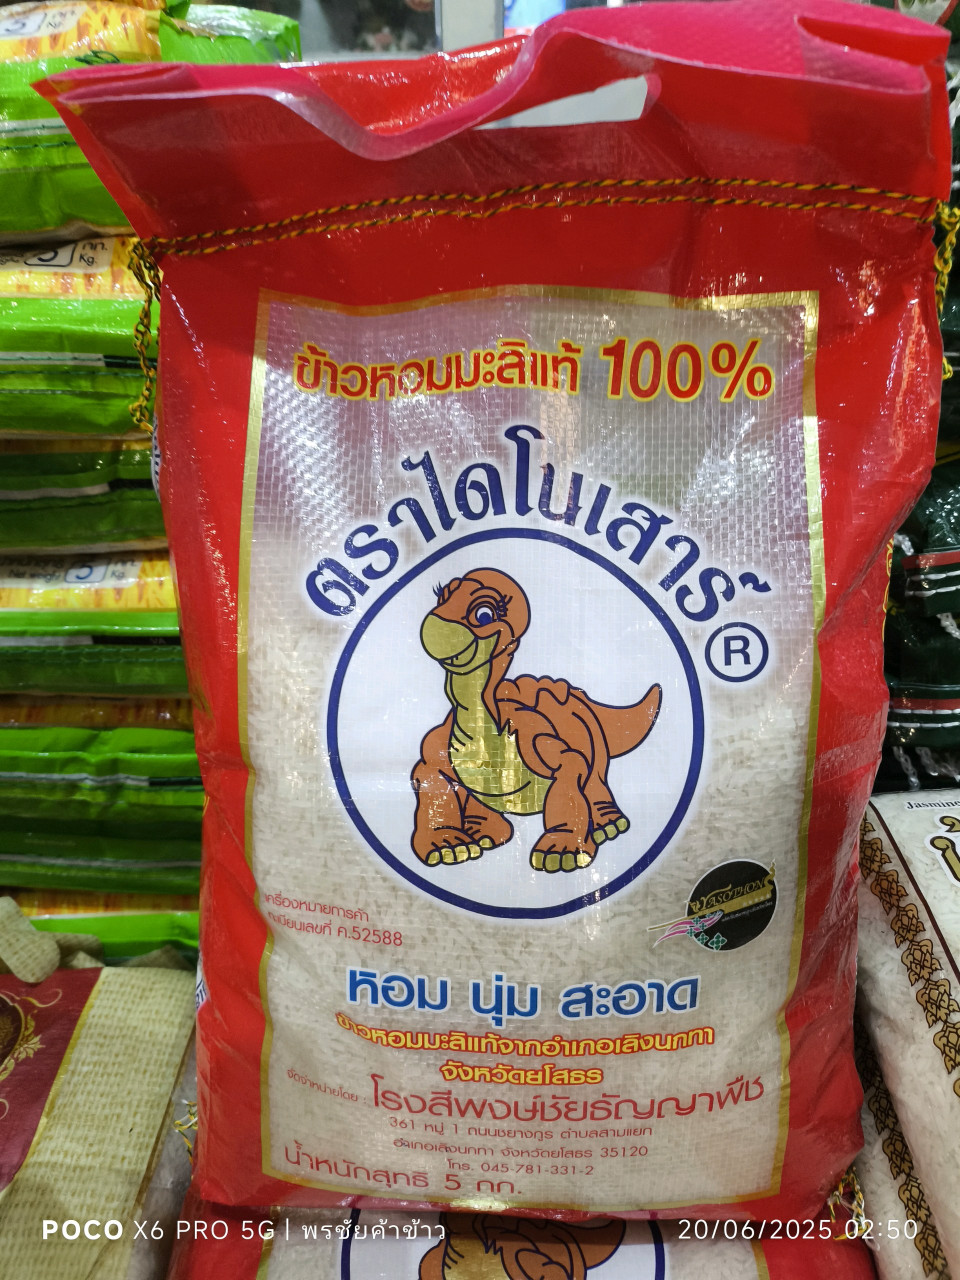 5 Kg.
5 กก. Kg.
5 Kg.
ข้าวหอมมะลิแท้ 100%
ตราไดโนเสาร์ ®
YASOTHON
เครื่องหมายการค้า
ทะเบียนเลขที่ ค.52588
หอม นุ่ม สะอาด
ข้าวหอมมะลิแท้จากอำเภอเลิงนกทา
จังหวัดยโสธร
จัดจำหน่ายโดย : โรงสีพงษ์ชัยธัญญาพืช
361 หมู่ 1 ถนนชยางกูร ตำบลสามแยก
อำเภอเลิงนกทา จังหวัดยโสธร 35120
โทร. 045-781-331-2
น้ำหนักสุทธิ 5 กก.
Jasmine
POCO X6 PRO 5G | พรชัยค้าข้าว
20/06/2025 02:50